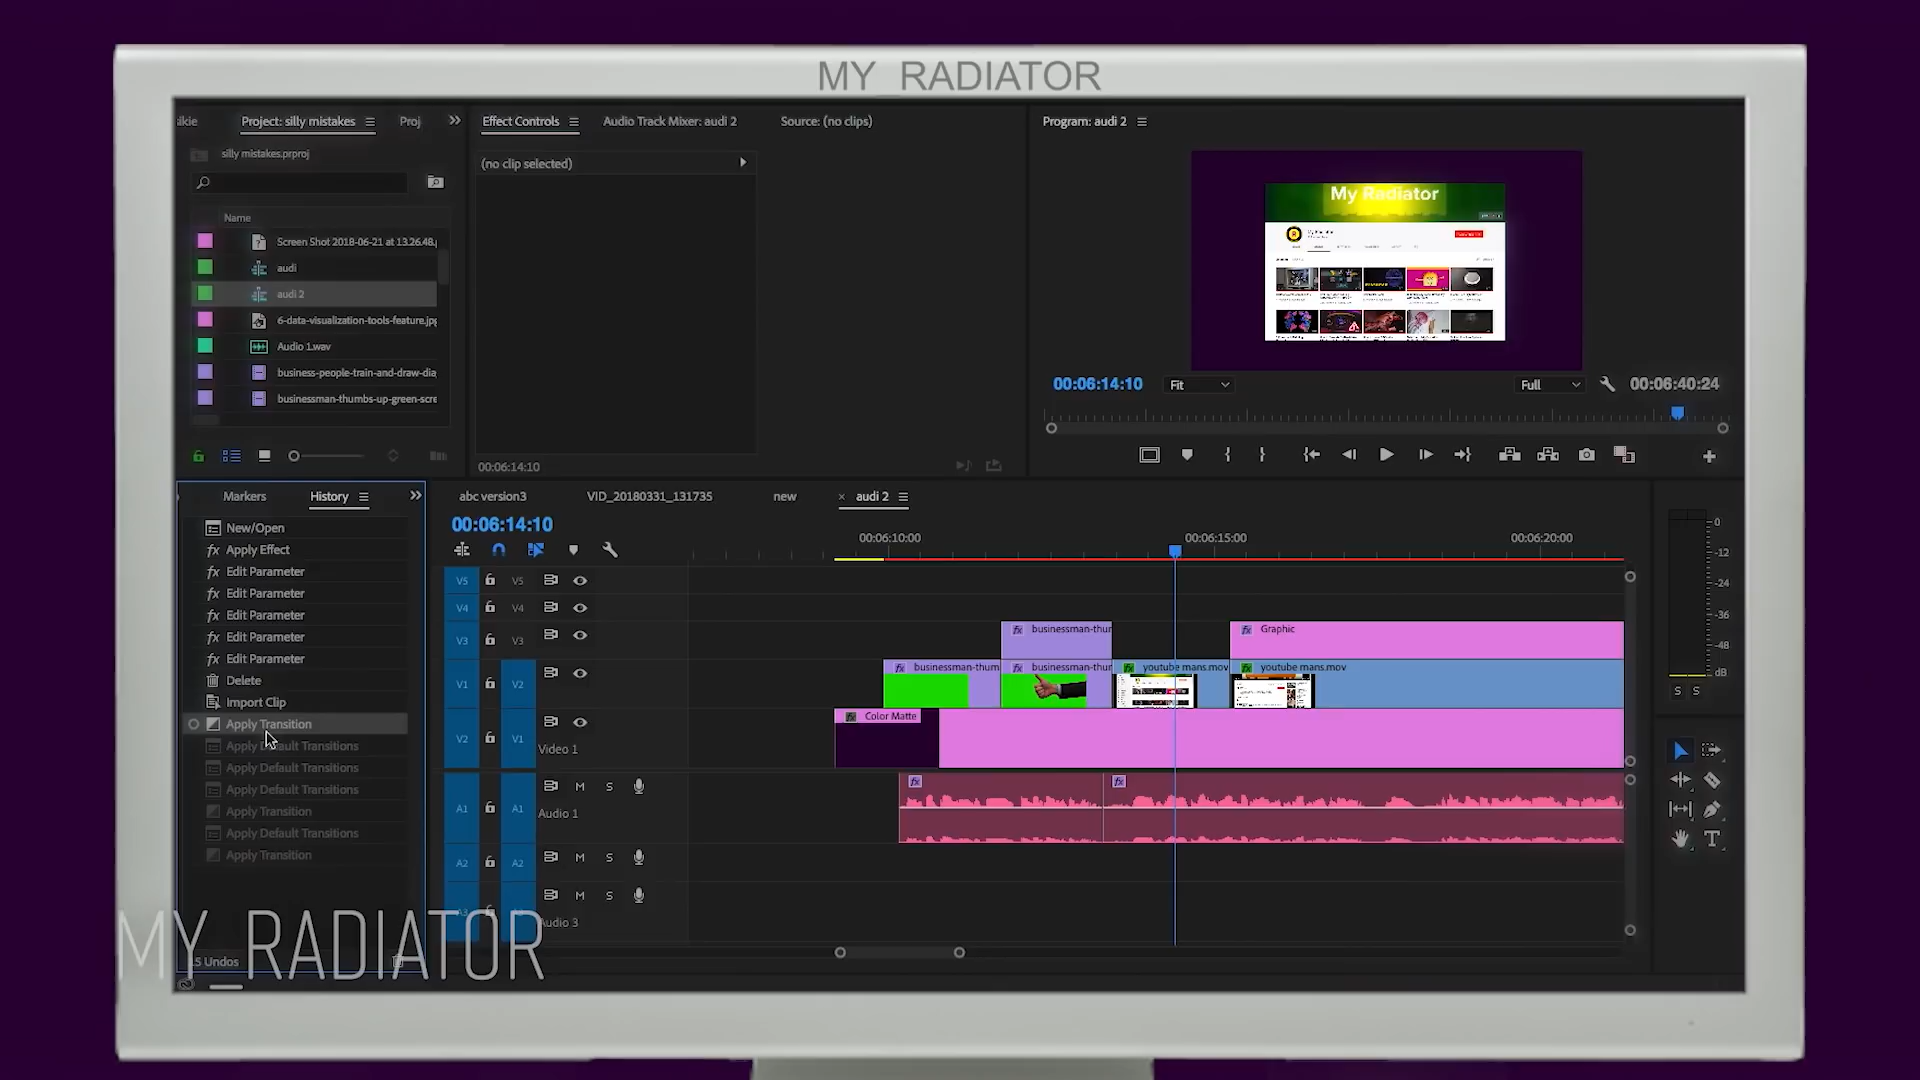 MY_RADIATOR
Project: silly mistakes
Proj
silly mistakes.prproj
Name
Screen Shot 2018-06-21 at 13.26.48.
audi
audi 2
6-data-visualization-tools-feature.jpg
Audio 1.wav
business-people-train-and-draw-dia
businessman-thumbs-up-green-scre
Effect Controls
Audio Track Mixer: audi 2
Source: (no clips)
(no clip selected)
00:06:14:10
Program: audi 2
My Radiator
My Radiator
00:06:14:10
Fit
Full
00:06:40:24
Markers
History
New/Open
Apply Effect
Edit Parameter
Edit Parameter
Edit Parameter
Edit Parameter
Edit Parameter
Delete
Import Clip
Apply Transition
Apply Default Transitions
Apply Default Transitions
Apply Default Transitions
Apply Transition
Apply Default Transitions
Apply Transition
15 Undos
abc version3
VID_20180331_131735
new
× audi 2
00:06:14:10
00:06:10:00
00:06:15:00
00:06:20:00
V5 V5
V4 V4
V3
businessman-thur
fx Graphic
V1 V2
businessman-thum
businessman-thur
youtube mans.mov
youtube mans.mov
V2 V1
Video 1
Color Matte
A1 A1 M S
Audio 1
A2 A2 M S
A3 M S
Audio 3
0
-12
-24
-36
-48
dB
S S
MY_RADIATOR